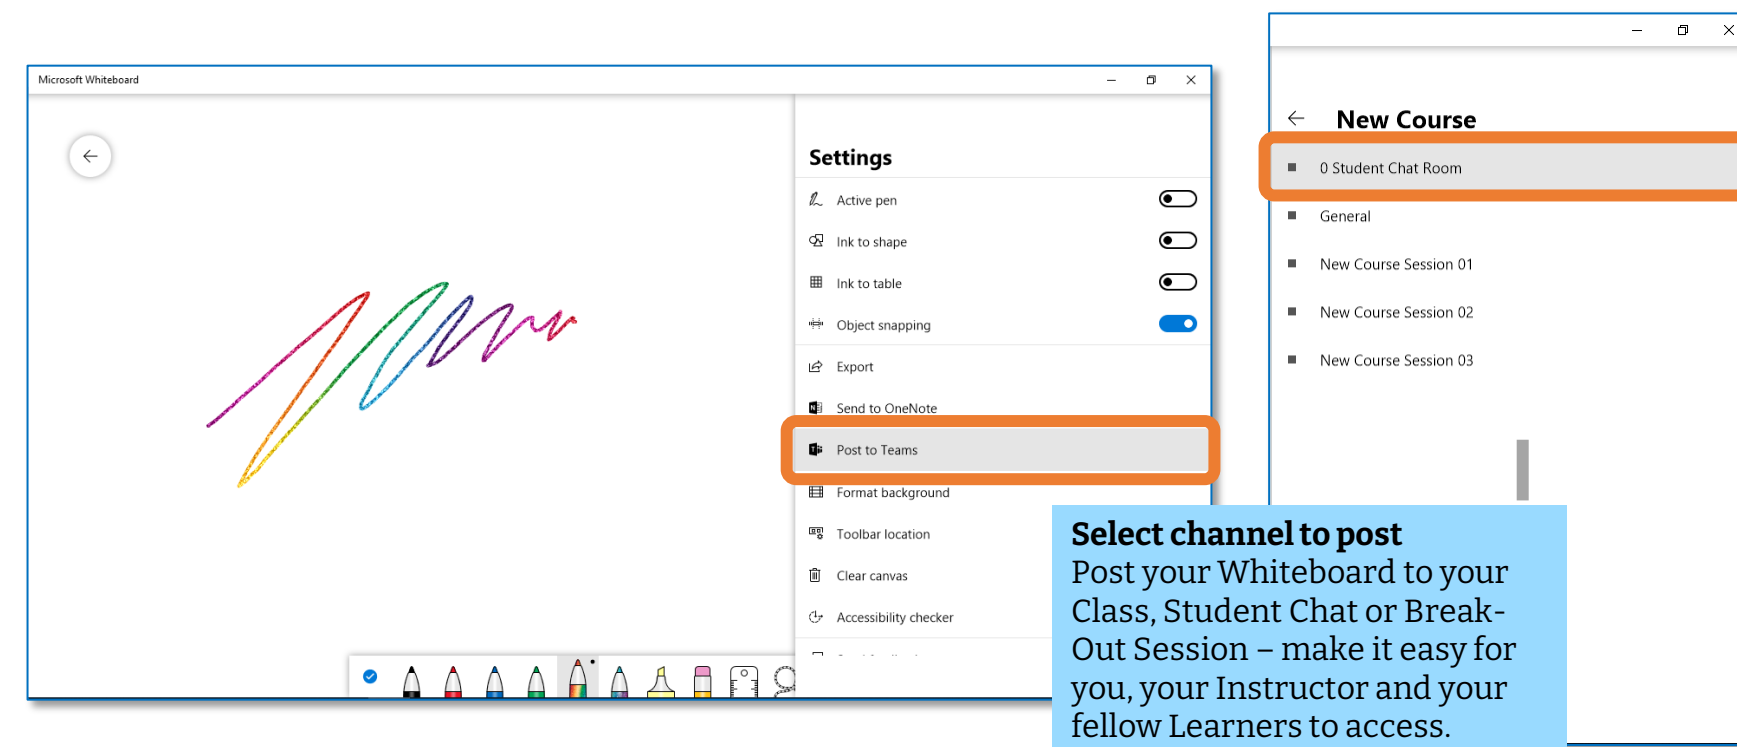 Microsoft Whiteboard
Settings
Active pen
Ink to shape
Ink to table
Object snapping
Export
Send to OneNote
Post to Teams
Format background
Toolbar location
Clear canvas
Accessibility checker
New Course
0 Student Chat Room
General
New Course Session 01
New Course Session 02
New Course Session 03
Select channel to post
Post your Whiteboard to your
Class, Student Chat or Break-
Out Session – make it easy for
you, your Instructor and your
fellow Learners to access.